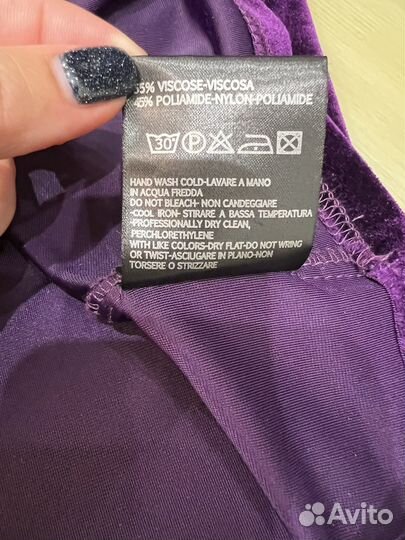 55% VISCOSE-VISCOSA
45% POLIAMIDE-NYLON-POLIAMIDE
30 P
HAND WASH COLD-LAVARE A MANO
IN ACQUA FREDDA
DO NOT BLEACH- NON CANDEGGIARE
-COOL IRON- STIRARE A BASSA TEMPERATURA
-PROFESSIONALLY DRY CLEAN,
PERCHLORETHYLENE
WITH LIKE COLORS-DRY FLAT-DO NOT WRING
OR TWIST-ASCIUGARE IN PLANO-NON
TORSERE O STRIZZARE
Avito